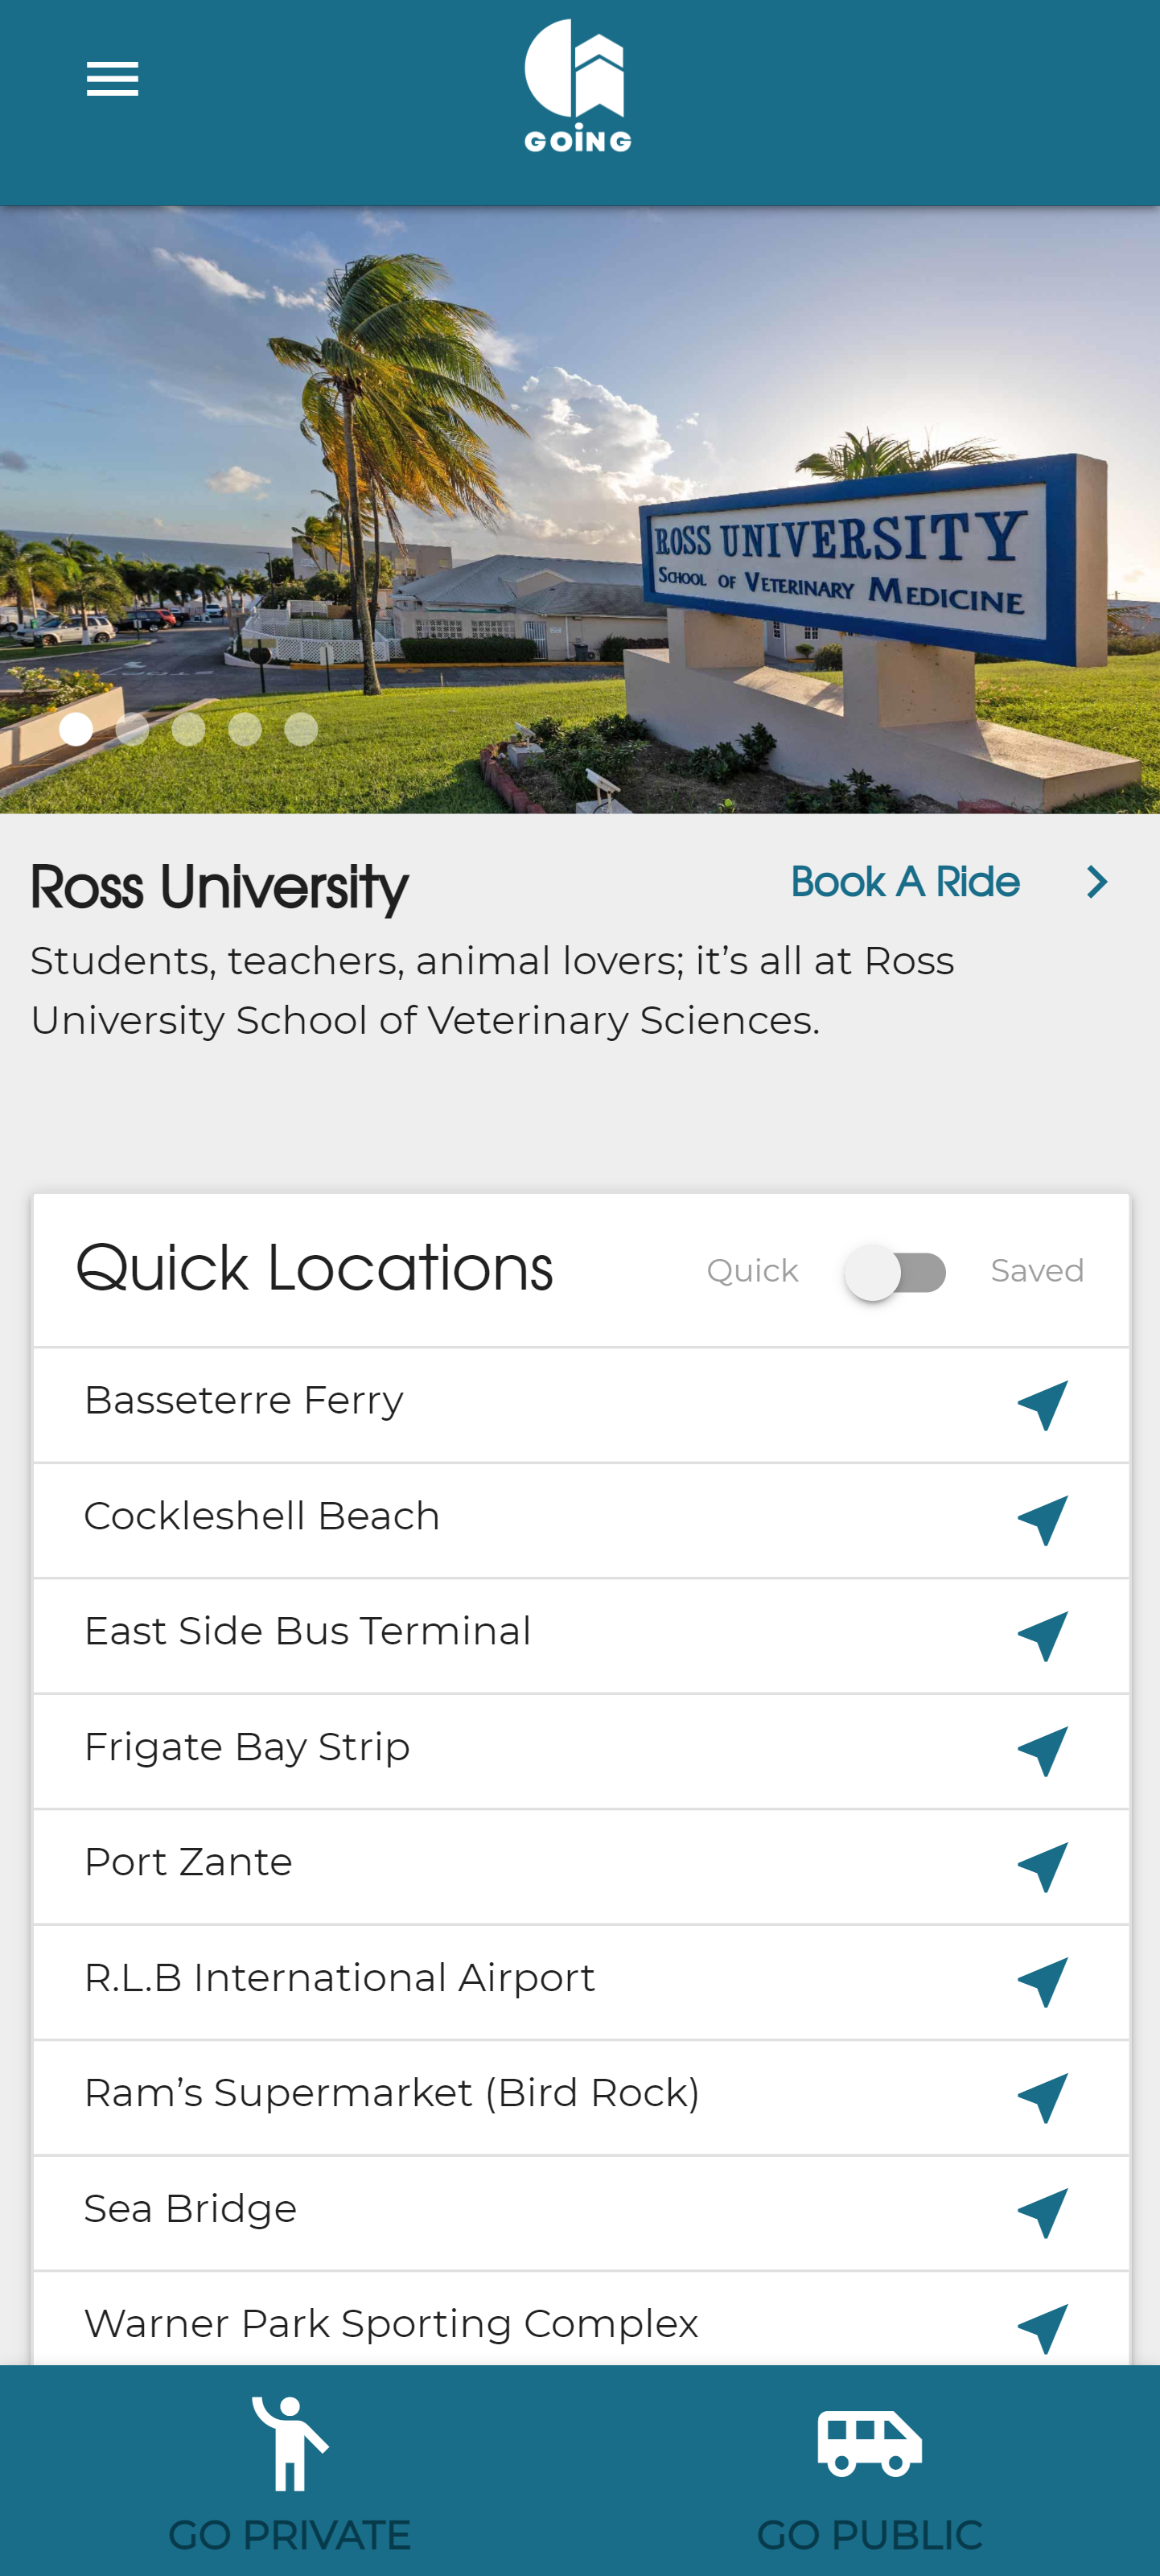 GOING
ROSS UNIVERSITY
SCHOOL OF VETERINARY MEDICINE
Ross University
Book A Ride
Students, teachers, animal lovers; it’s all at Ross
University School of Veterinary Sciences.
Quick Locations
Quick
Saved
Basseterre Ferry
Cockleshell Beach
East Side Bus Terminal
Frigate Bay Strip
Port Zante
R.L.B International Airport
Ram’s Supermarket (Bird Rock)
Sea Bridge
Warner Park Sporting Complex
GO PRIVATE
GO PUBLIC